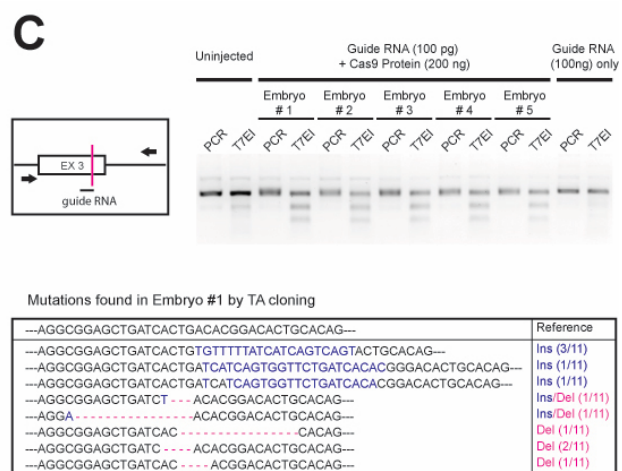 C
Uninjected
Guide RNA (100 pg)
+ Cas9 Protein (200 ng)
Guide RNA
(100ng) only
Embryo
# 1
Embryo
# 2
Embryo
# 3
Embryo
# 4
Embryo
# 5
PCR T7EI PCR T7EI PCR T7EI PCR T7EI PCR T7EI PCR T7EI PCR T7EI
EX 3
guide RNA
Mutations found in Embryo #1 by TA cloning
---AGGCGGAGCTGATCACTGACACGGACACTGCACAG--- Reference
---AGGCGGAGCTGATCACTGTGTTTTTATCATCAGTCAGTACTGCACAG--- Ins (3/11)
---AGGCGGAGCTGATCACTGATCATCAGTGGTTCTGATCACACGGGACACTGCACAG--- Ins (1/11)
---AGGCGGAGCTGATCACTGATCATCAGTGGTTCTGATCACACGGACACTGCACAG--- Ins (1/11)
---AGGCGGAGCTGATCT----ACACGGACACTGCACAG--- Ins/Del (1/11)
---AGGA-----------------ACACGGACACTGCACAG--- Ins/Del (1/11)
---AGGCGGAGCTGATCAC-----------------CACAG--- Del (1/11)
---AGGCGGAGCTGATC-----ACACGGACACTGCACAG--- Del (2/11)
---AGGCGGAGCTGATCAC-----ACGGACACTGCACAG--- Del (1/11)